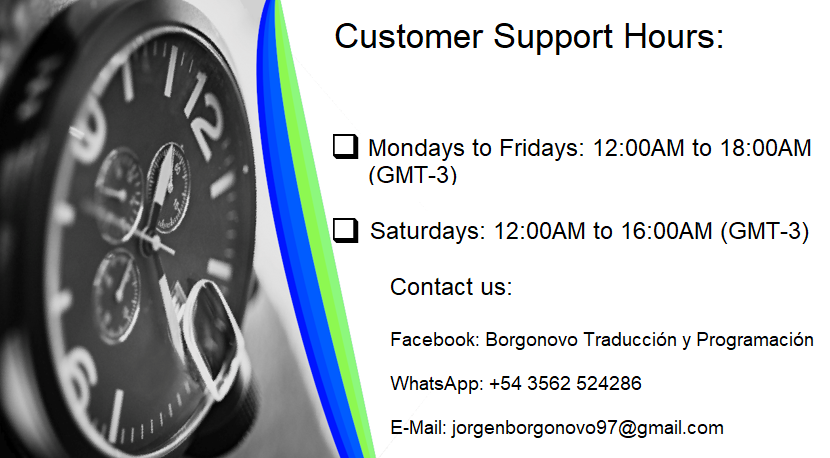 Customer Support Hours:
Mondays to Fridays: 12:00AM to 18:00AM
(GMT-3)
Saturdays: 12:00AM to 16:00AM (GMT-3)
Contact us:
Facebook: Borgonovo Traducción y Programación
WhatsApp: +54 3562 524286
E-Mail: jorgenborgonovo97@gmail.com
12